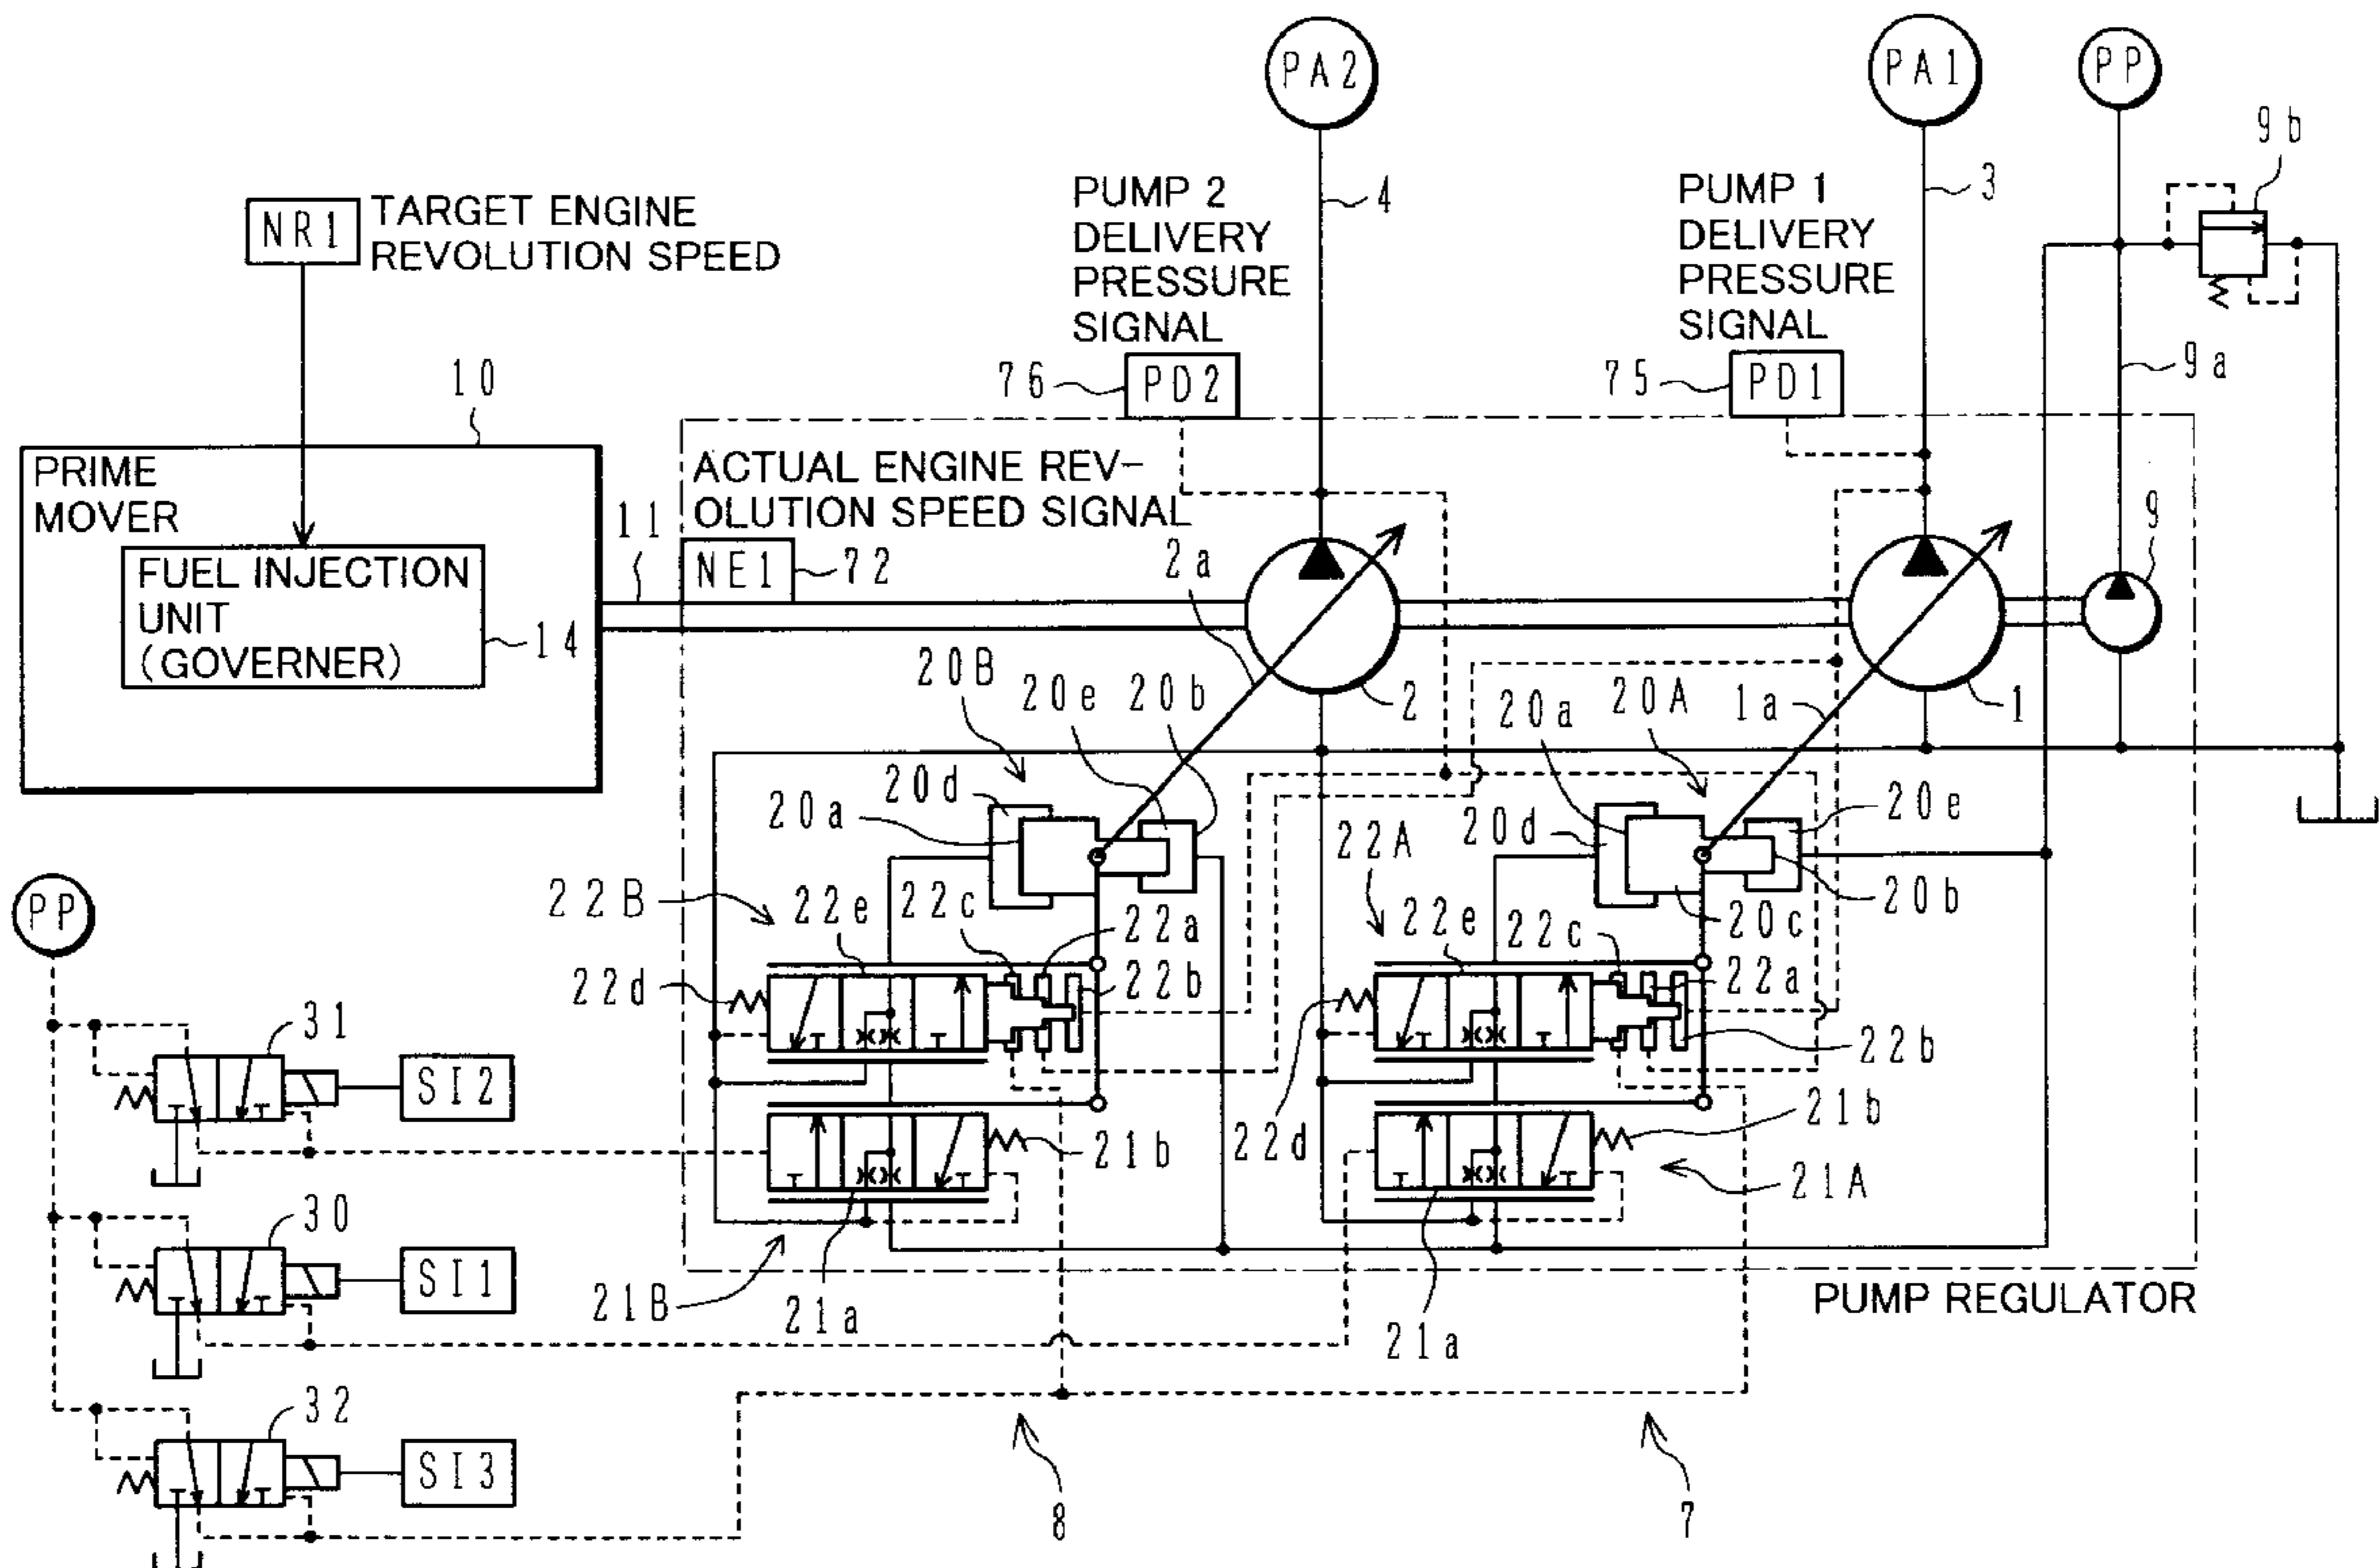 PA2
PA1
PP
9b
NR1
TARGET ENGINE
REVOLUTION SPEED
PUMP 2
DELIVERY
PRESSURE
SIGNAL
4
PUMP 1
DELIVERY
PRESSURE
SIGNAL
3
10
76
PD2
75
PD1
9a
PRIME
MOVER
ACTUAL ENGINE REV-
OLUTION SPEED SIGNAL
11
NE1
72
2a
9
FUEL INJECTION
UNIT
(GOVERNER)
14
20B
20e
20b
2
20a
20A
1a
1
20d
20a
20d
20e
22A
20b
20c
PP
22B
22e
22c
22a
22e
22c
22a
22d
22b
22b
31
SI2
21b
22d
21b
21A
30
SI1
21B
21a
21a
PUMP REGULATOR
32
SI3
8
7